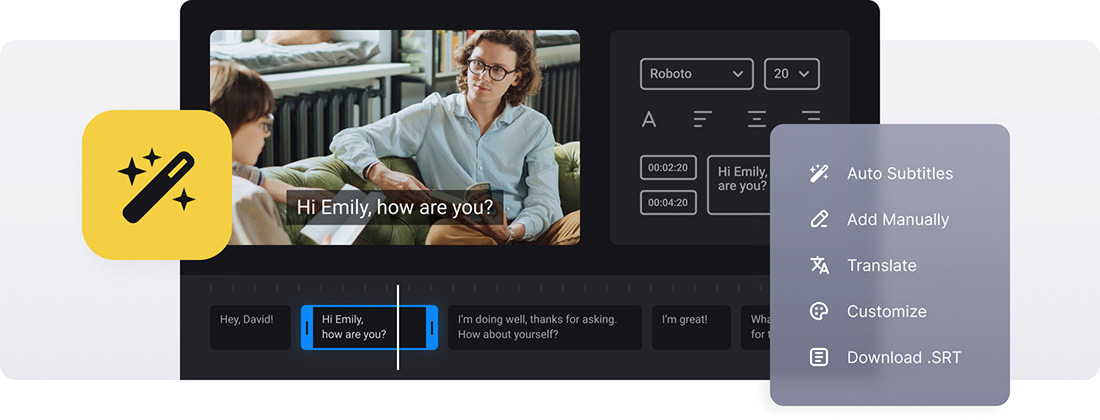 Hi Emily, how are you?
Roboto
20
A
00:02:20
00:04:20
Hi Emily,
are you?
Auto Subtitles
Add Manually
Translate
Customize
Download .SRT
Hey, David!
Hi Emily,
how are you?
I'm doing well, thanks for asking.
How about yourself?
I'm great!
Wha
for t